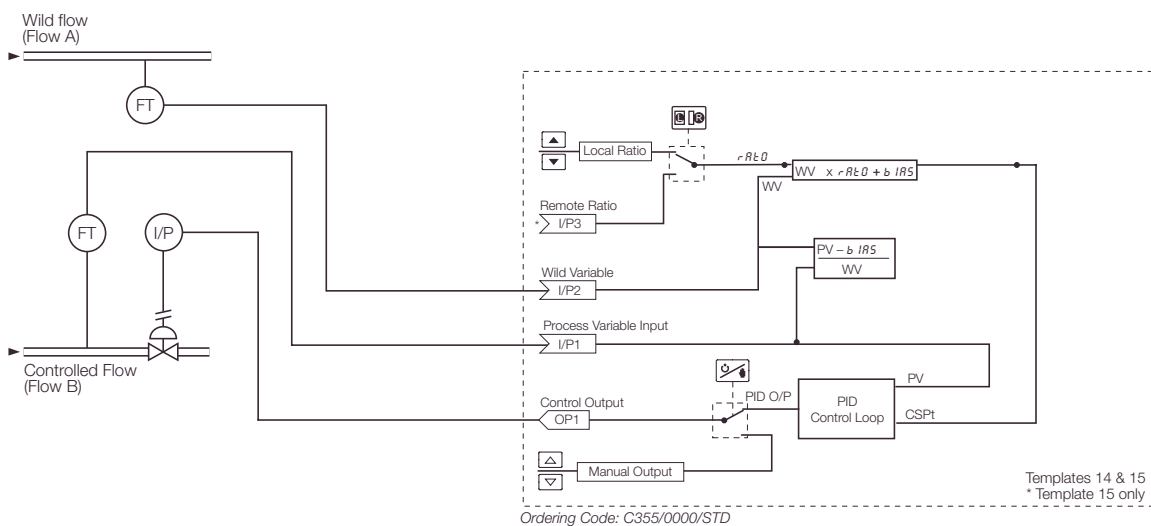 Wild flow
(Flow A)
FT
FT
I/P
Controlled Flow
(Flow B)
L R
Local Ratio
rAtO
WV
WV x rAtO + bIAS
Remote Ratio
* I/P3
PV – bIAS
WV
Wild Variable
I/P2
Process Variable Input
I/P1
PV
Control Output
OP1
PID O/P
PID
Control Loop
CSPt
Manual Output
Templates 14 & 15
* Template 15 only
Ordering Code: C355/0000/STD